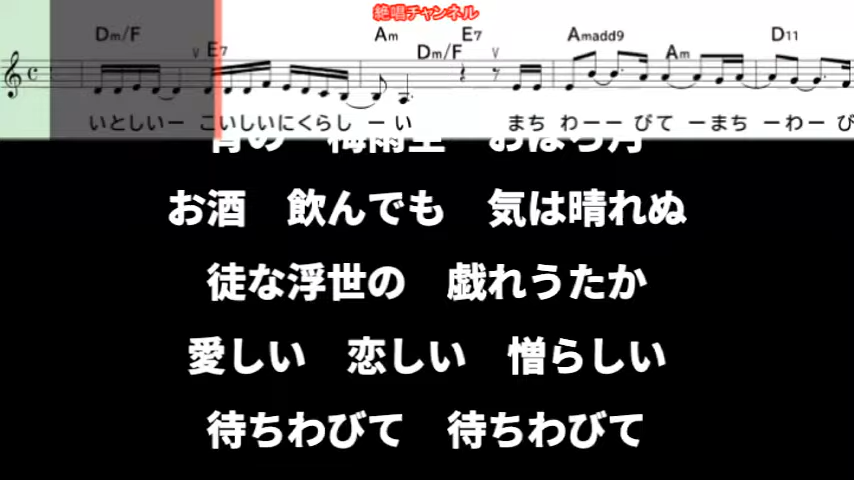 絶唱チャンネル
Dm/F E7 Am Dm/F E7 Amadd9 Am D11
いとしいー こいしいにくらし ーい まち わーー びて ーまち ーわー び
お酒 飲んでも 気は晴れぬ
徒な浮世の 戯れうたか
愛しい 恋しい 憎らしい
待ちわびて 待ちわびて